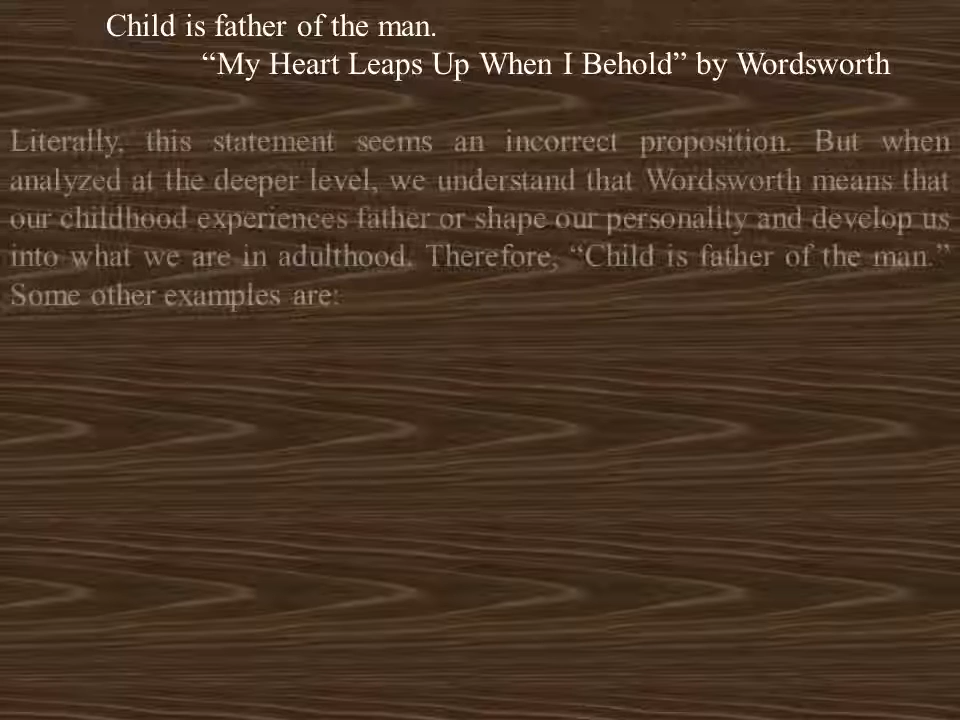 Child is father of the man.
“My Heart Leaps Up When I Behold” by Wordsworth
Literally, this statement seems an incorrect proposition. But when
analyzed at the deeper level, we understand that Wordsworth means that
our childhood experiences father or shape our personality and develop us
into what we are in adulthood. Therefore, “Child is father of the man.”
Some other examples are: